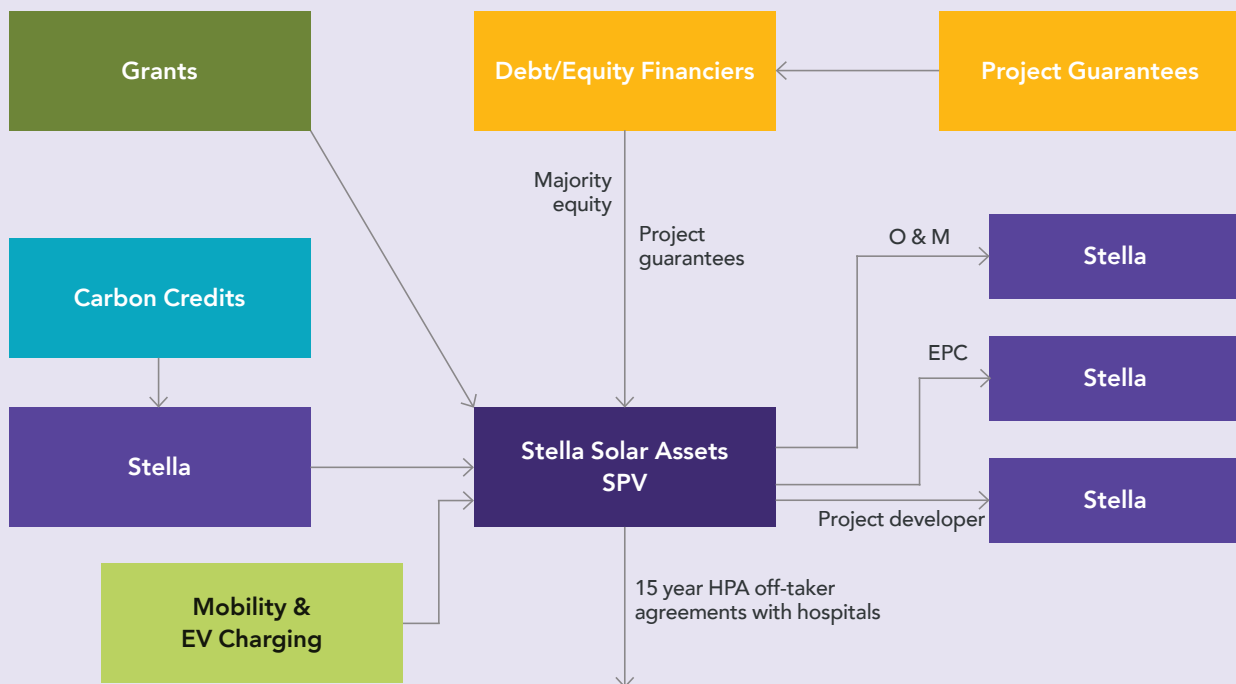 Grants
Debt/Equity Financiers
Project Guarantees
Majority
equity
Project
guarantees
O & M
Stella
Carbon Credits
EPC
Stella
Stella
Stella Solar Assets
SPV
Stella
Project developer
Mobility &
EV Charging
15 year HPA off-taker
agreements with hospitals